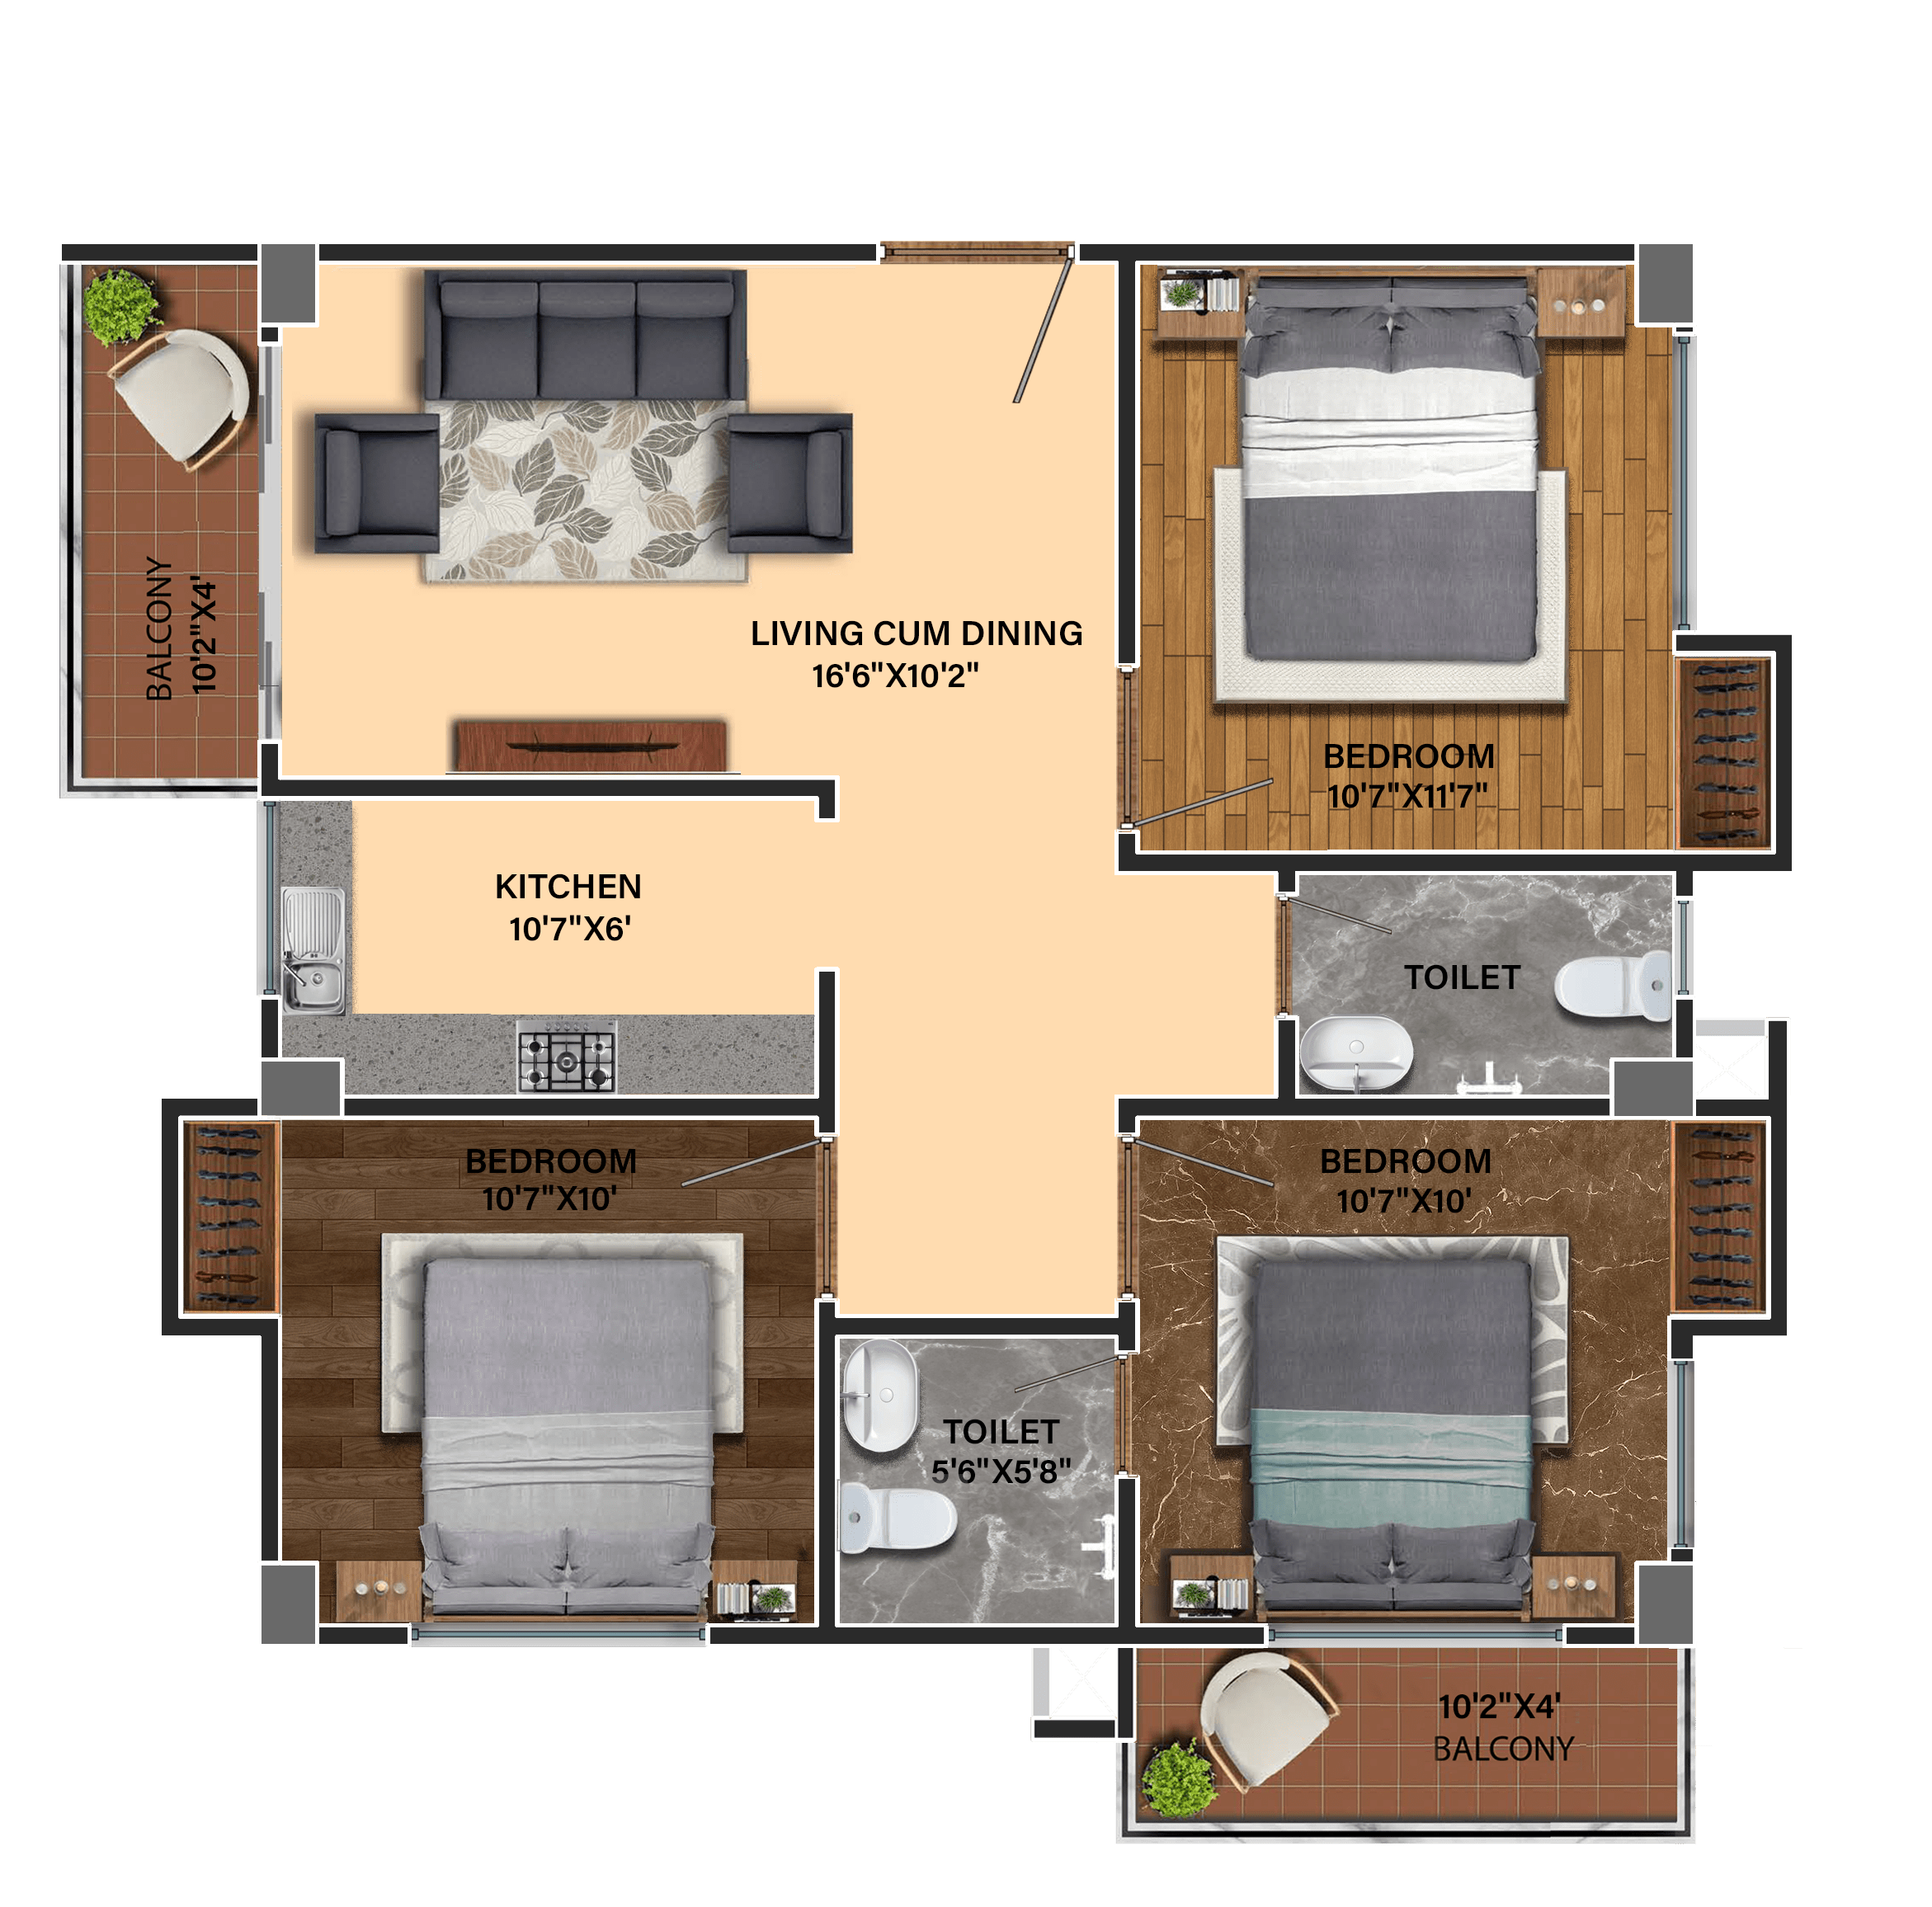 BALCONY
10'2"X4'
LIVING CUM DINING
16'6"X10'2"
BEDROOM
10'7"X11'7"
KITCHEN
10'7"X6'
TOILET
BEDROOM
10'7"X10'
BEDROOM
10'7"X10'
TOILET
5'6"X5'8"
10'2"X4'
BALCONY